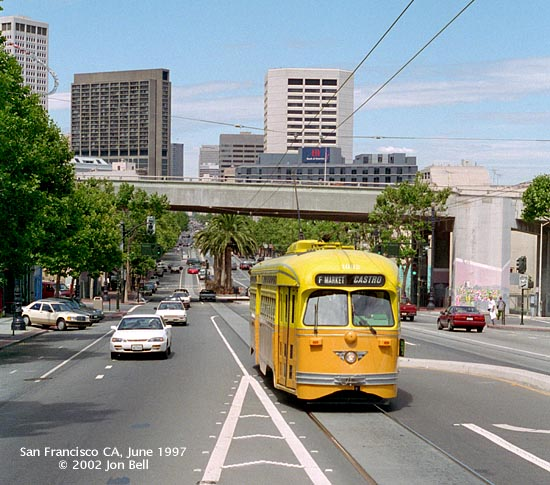 F MARKET CASTRO
San Francisco CA, June 1997
© 2002 Jon Bell